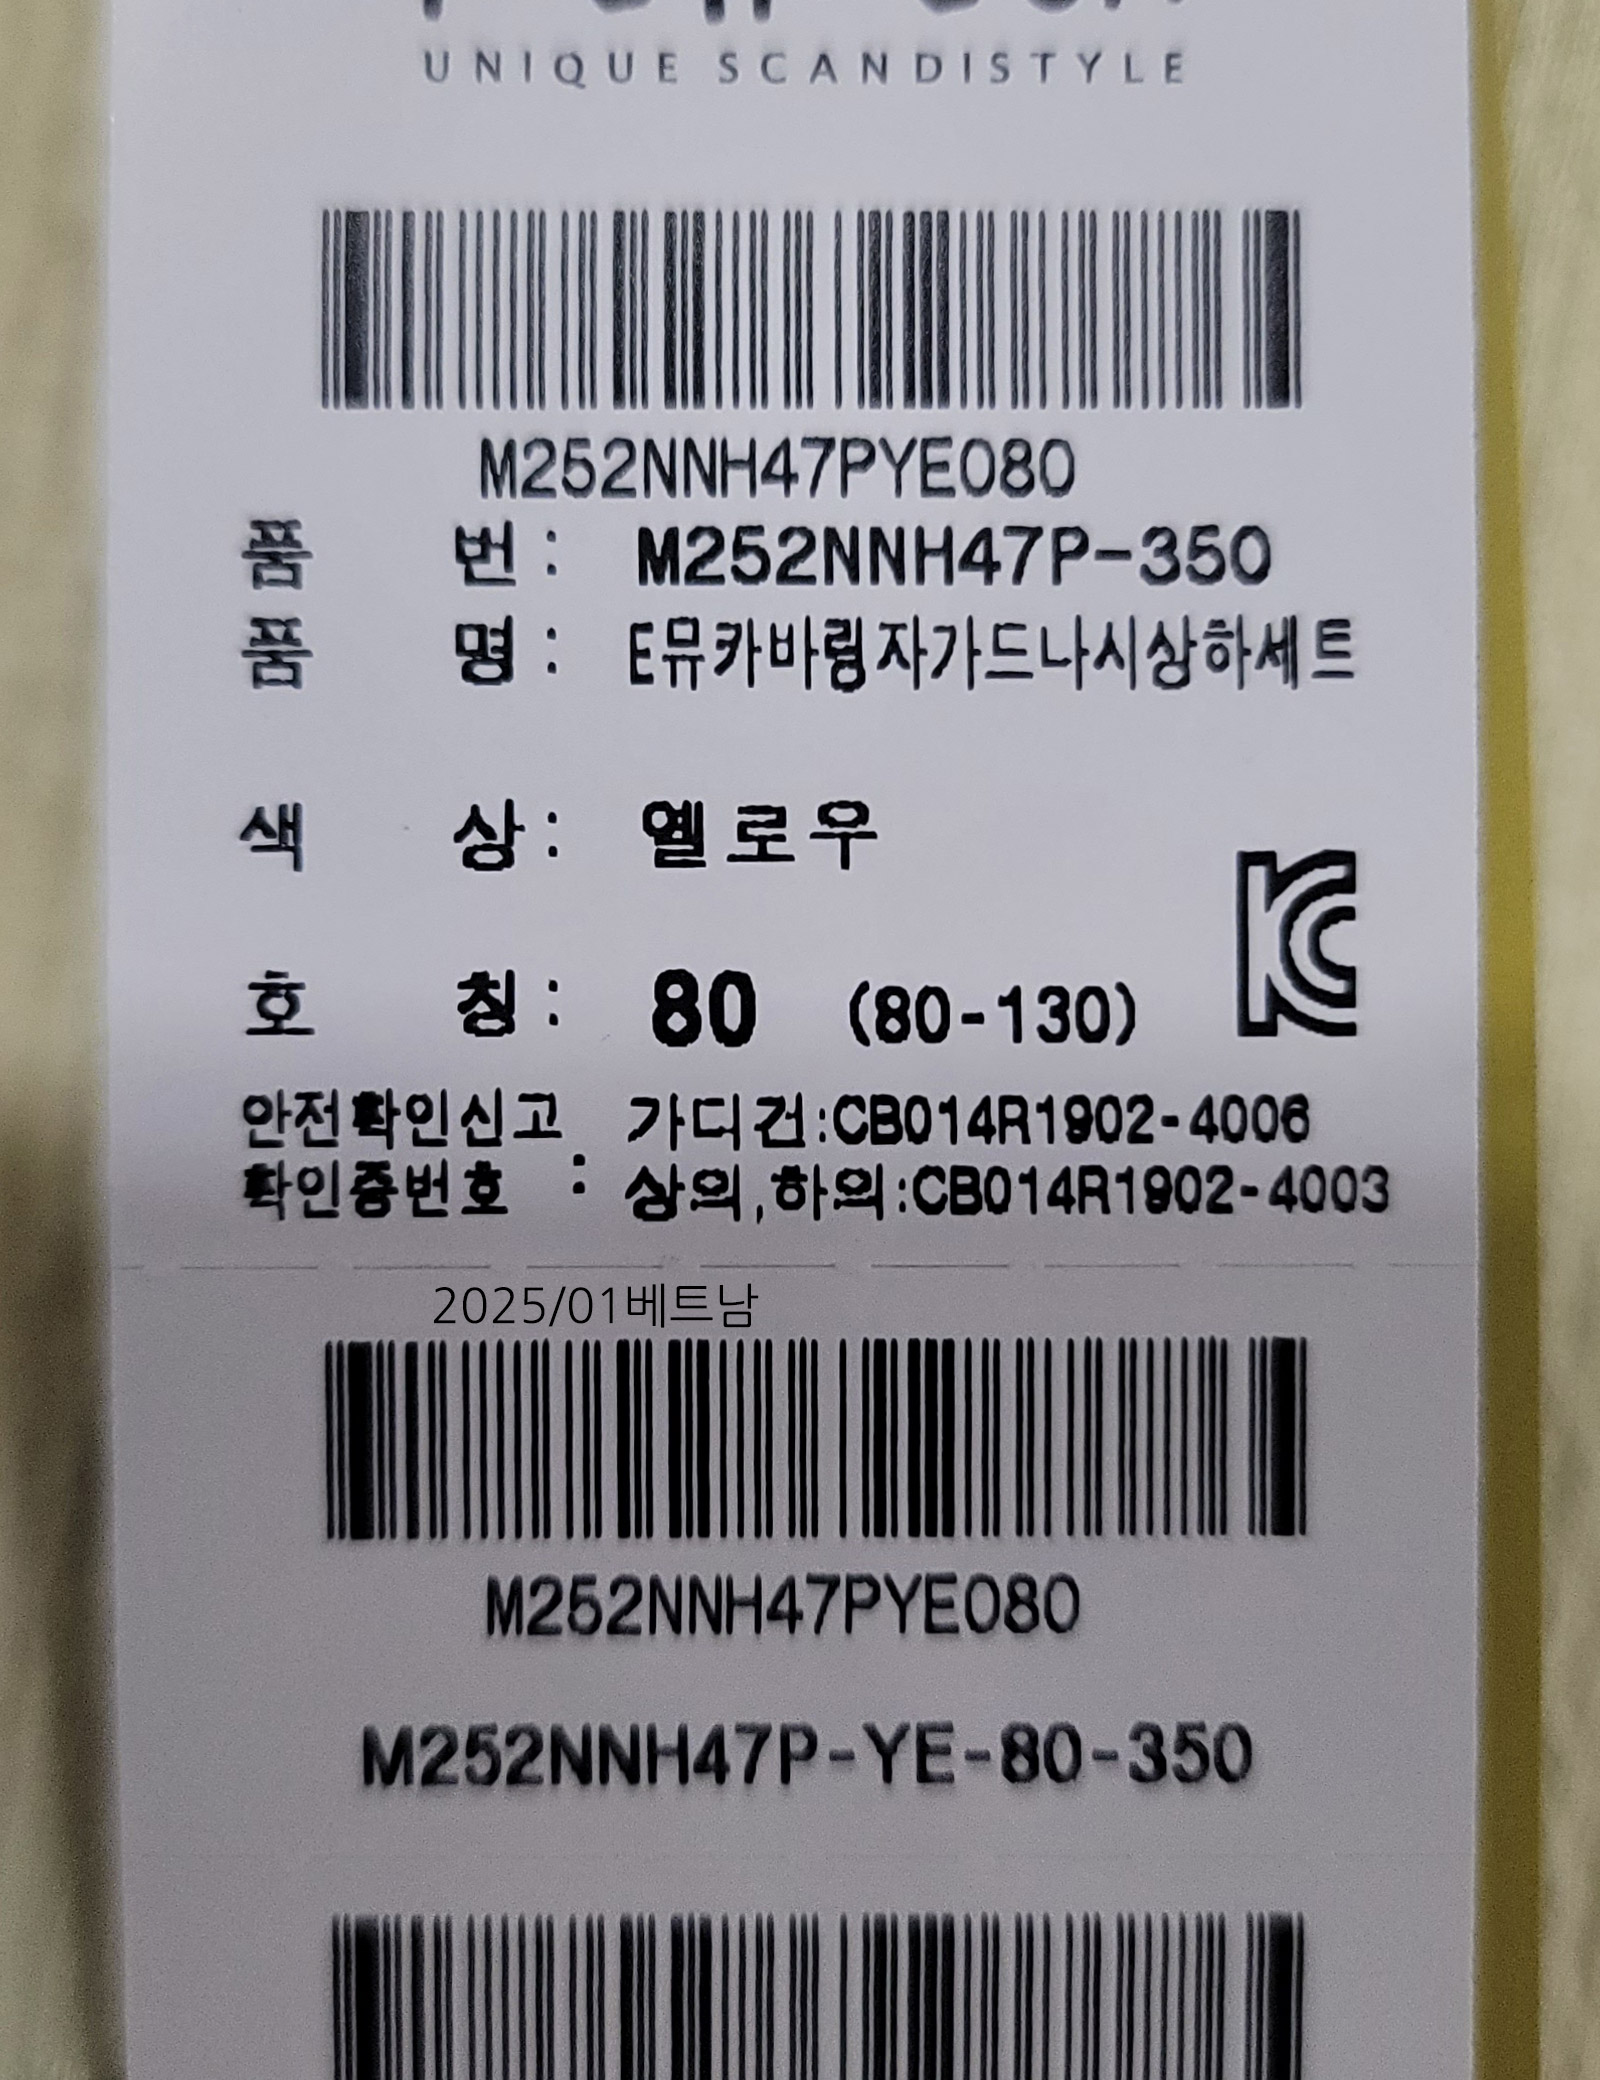 UNIQUE SCANDISTYLE
M252NNH47PYE080
품 번 : M252NNH47P-350
품 명 : E뮤카바링자가드나시상하세트
색 상 : 옐로우
호 칭 : 80 (80-130)
안전확인신고 가디건:CB014R1902-4006
확인증번호 : 상의,하의:CB014R1902-4003
2025/01베트남
M252NNH47PYE080
M252NNH47P-YE-80-350